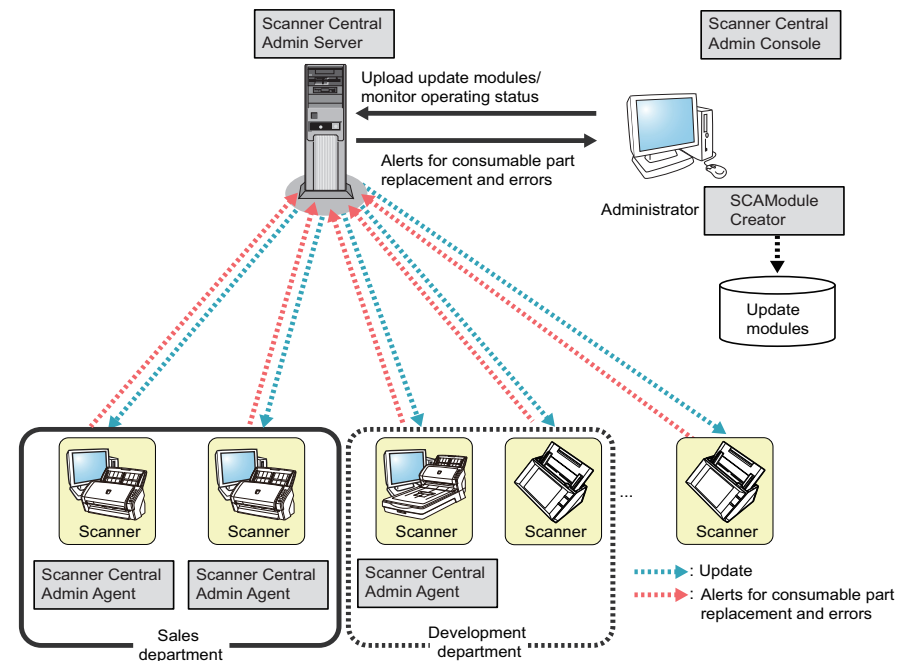 Scanner Central
Admin Server
Scanner Central
Admin Console
Upload update modules/
monitor operating status
Alerts for consumable part
replacement and errors
Administrator
SCAModule
Creator
Update
modules
Scanner
Scanner
Scanner
Scanner
...
Scanner
Scanner Central
Admin Agent
Scanner Central
Admin Agent
Scanner Central
Admin Agent
: Update
: Alerts for consumable part
replacement and errors
Sales
department
Development
department